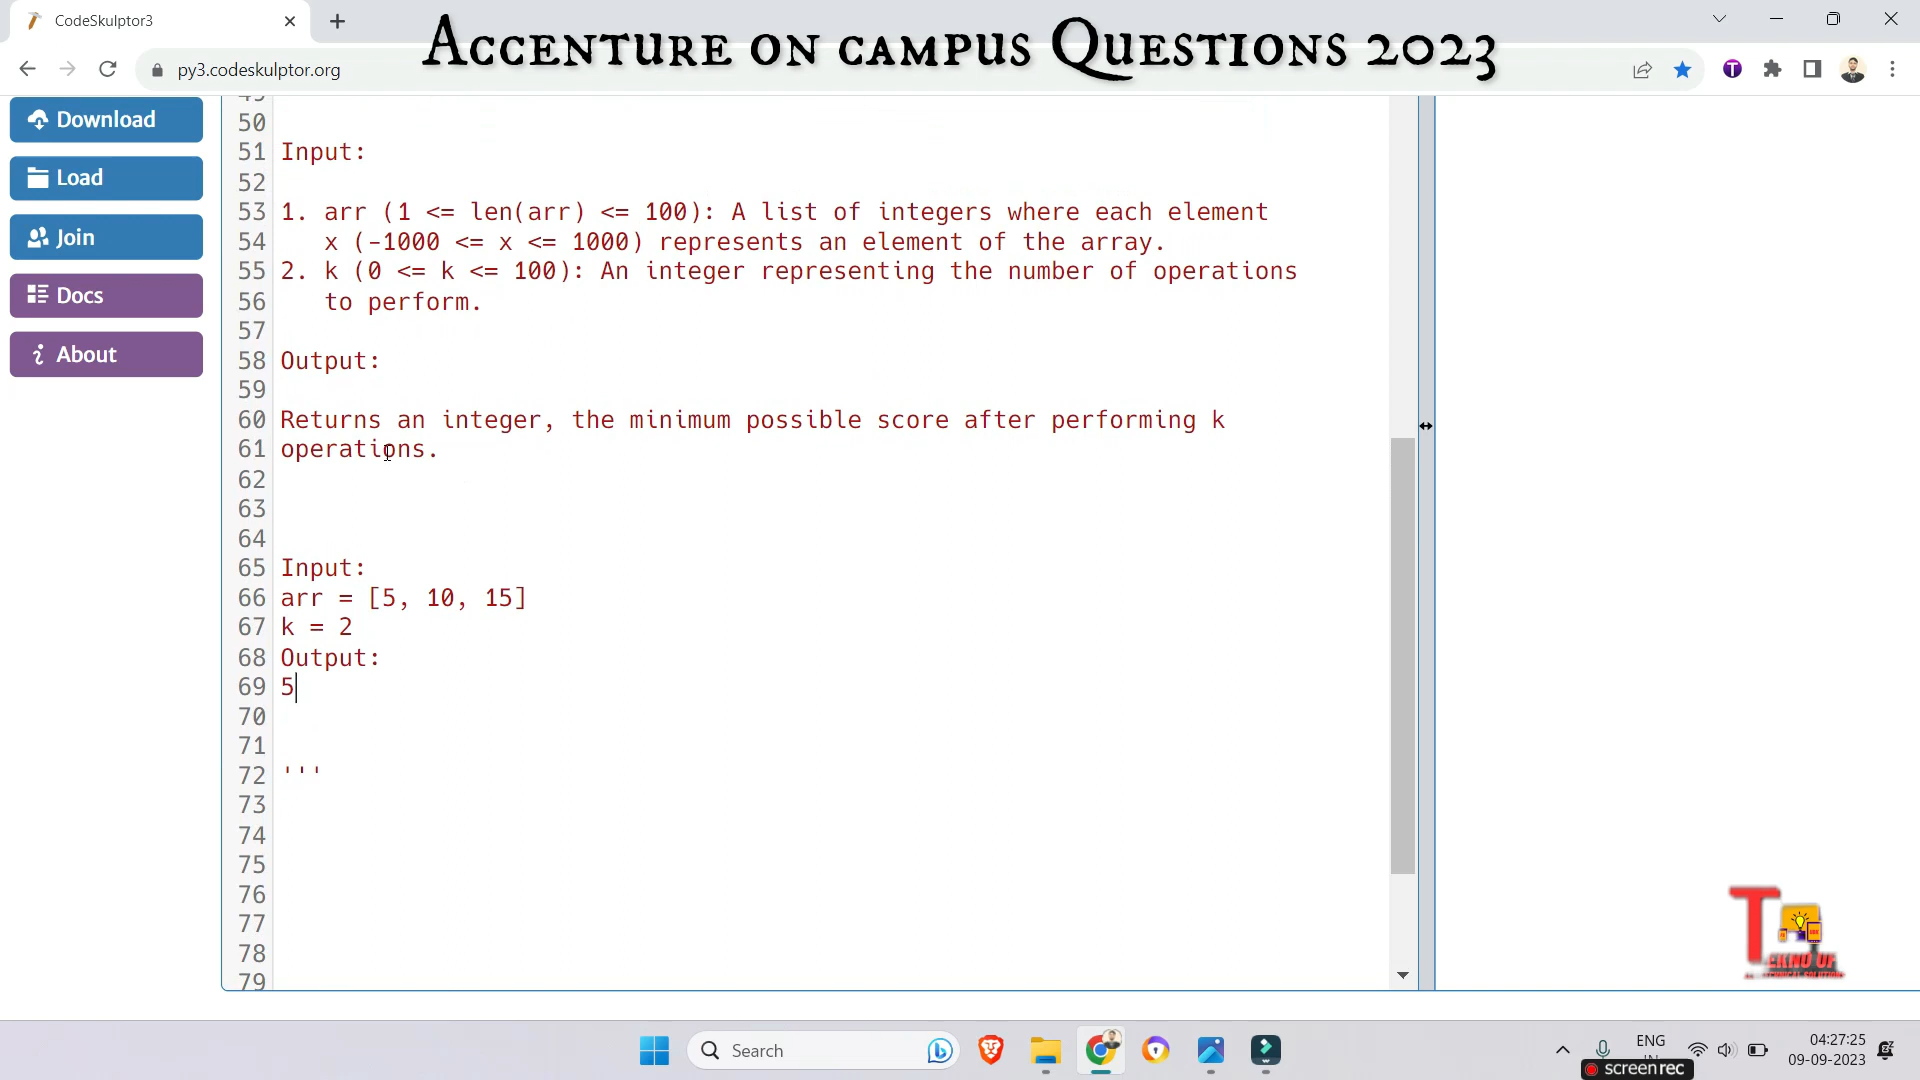 CodeSkulptor3
Accenture on campus Questions 2023
py3.codeskulptor.org
Download
Load
Join
Docs
About
50
51 Input:
52
53 1. arr (1 <= len(arr) <= 100): A list of integers where each element
54 x (-1000 <= x <= 1000) represents an element of the array.
55 2. k (0 <= k <= 100): An integer representing the number of operations
56 to perform.
57
58 Output:
59
60 Returns an integer, the minimum possible score after performing k
61 operations.
62
63
64
65 Input:
66 arr = [5, 10, 15]
67 k = 2
68 Output:
69 5
70
71
72 '''
73
74
75
76
77
78
79
TEKNO UF
Search
ENG
04:27:25
09-09-2023
screenrec